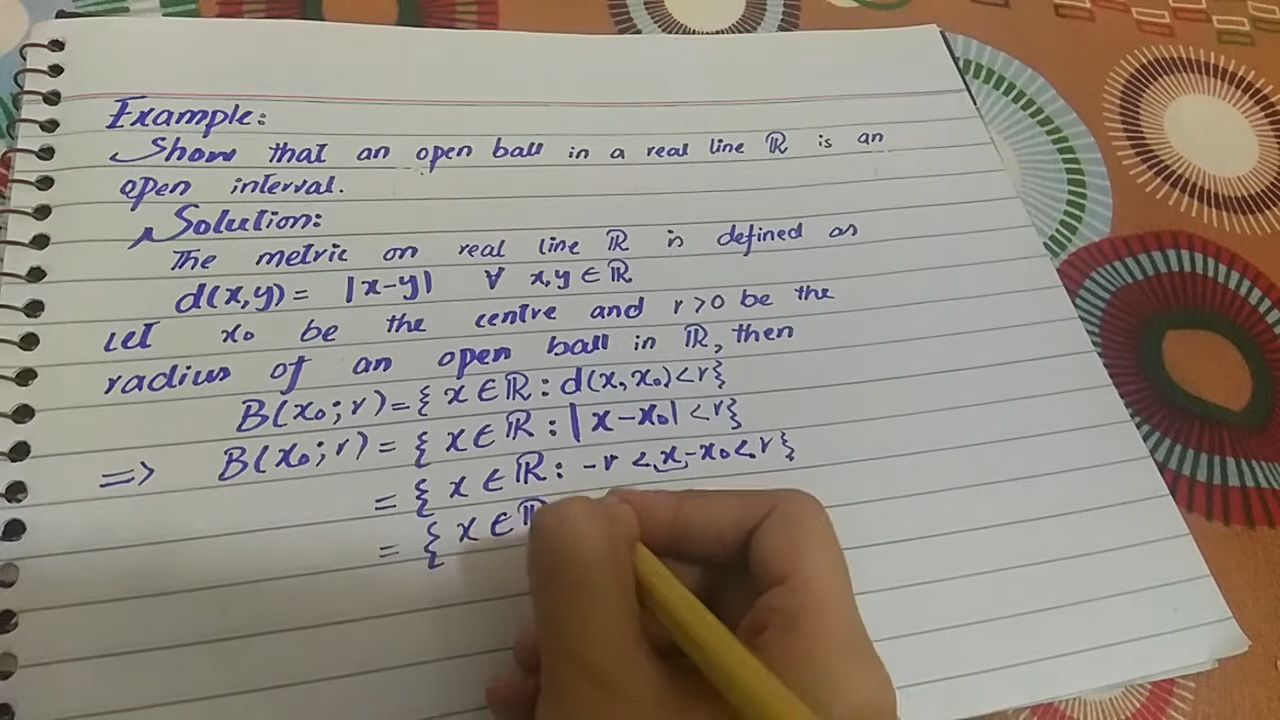 Example:
Show that an open ball in a real line ℝ is an
open interval.
Solution:
The metric on real line ℝ is defined as
d(x,y) = |x-y| ∀ x,y ∈ ℝ
Let x₀ be the centre and r>0 be the
radius of an open ball in ℝ, then
B(x₀;r) = { x ∈ ℝ : d(x,x₀) < r}
=> B(x₀;r) = { x ∈ ℝ : |x-x₀| < r}
= { x ∈ ℝ : -r < x-x₀ < r}
= { x ∈ ℝ